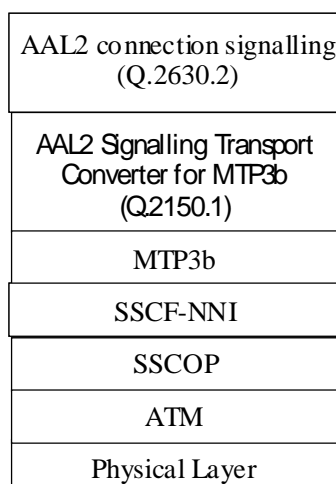 AAL2 connection signalling
(Q.2630.2)
AAL2 Signalling Transport
Converter for MTP3b
(Q.2150.1)
MTP3b
SSCF-NNI
SSCOP
ATM
Physical Layer